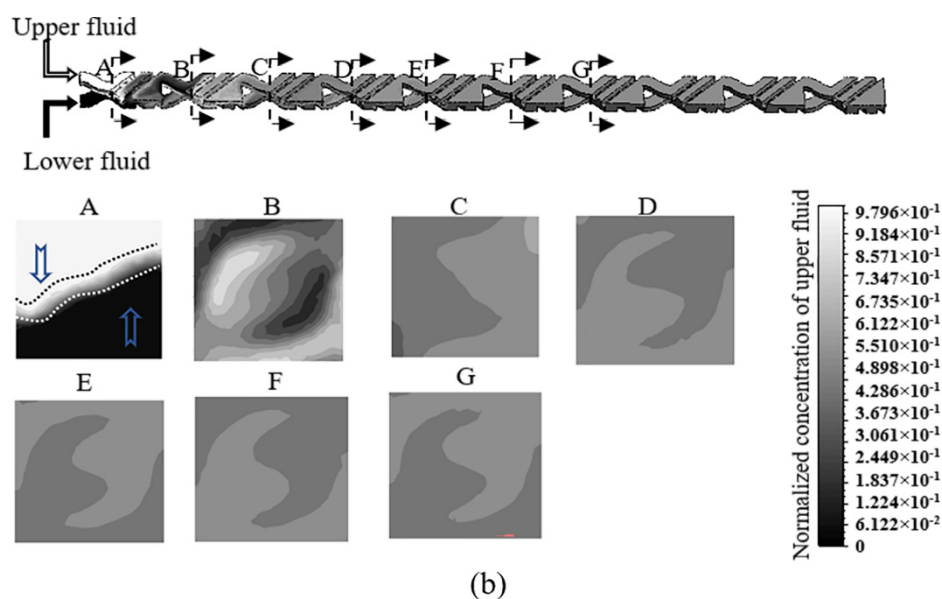 Upper fluid
A B C D E F G
Lower fluid
A B C D
E F G
Normalized concentration of upper fluid
9.796×10⁻¹
9.184×10⁻¹
8.571×10⁻¹
7.347×10⁻¹
6.735×10⁻¹
6.122×10⁻¹
5.510×10⁻¹
4.898×10⁻¹
4.286×10⁻¹
3.673×10⁻¹
3.061×10⁻¹
2.449×10⁻¹
1.837×10⁻¹
1.224×10⁻¹
6.122×10⁻²
0
(b)